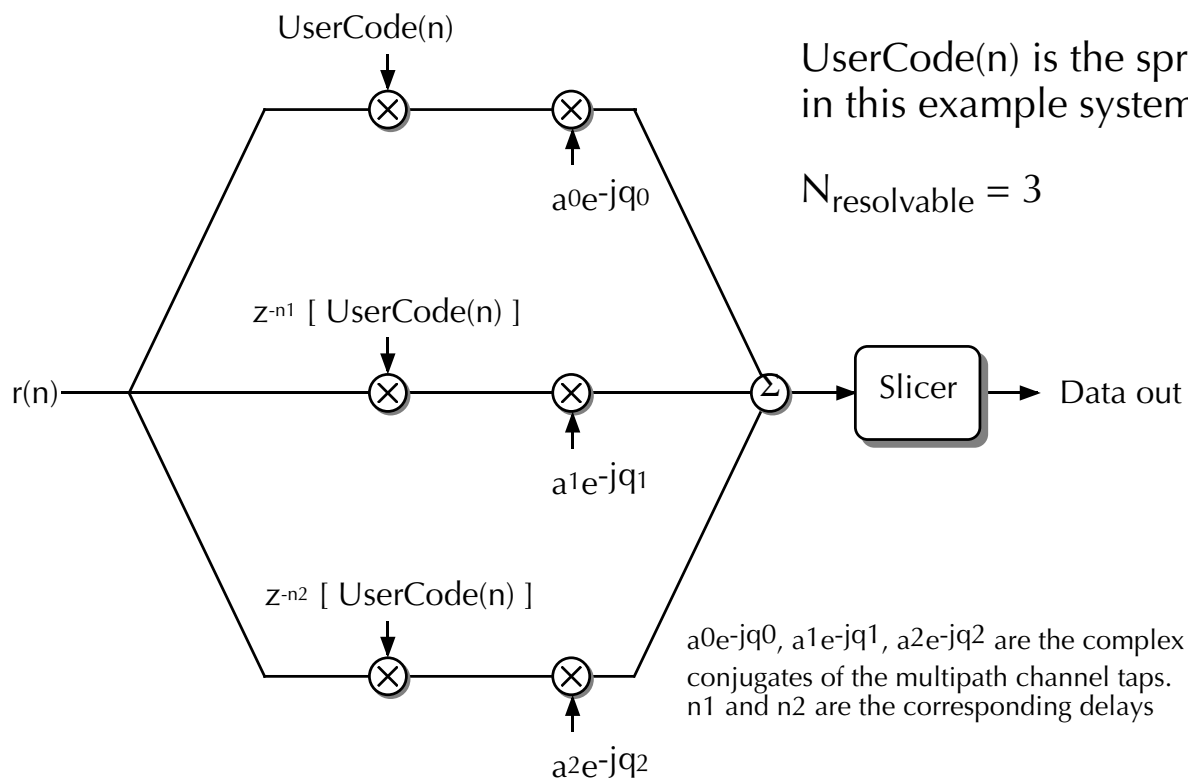 UserCode(n)
UserCode(n) is the
in this example system
N_resolvable = 3
a0e-jq0
z-n1 [ UserCode(n) ]
r(n)
Σ
Slicer
Data out
a1e-jq1
z-n2 [ UserCode(n) ]
a0e-jq0, a1e-jq1, a2e-jq2 are the complex
conjugates of the multipath channel taps.
n1 and n2 are the corresponding delays
a2e-jq2